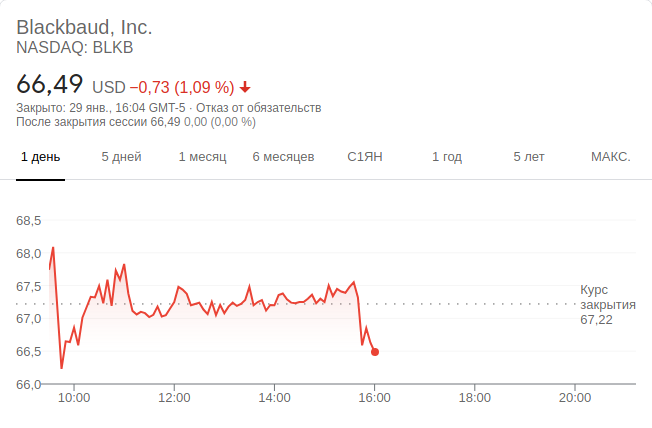 Blackbaud, Inc.
NASDAQ: BLKB
66,49 USD −0,73 (1,09 %)
Закрыто: 29 янв., 16:04 GMT-5 · Отказ от обязательств
После закрытия сессии 66,49 0,00 (0,00 %)
1 день 5 дней 1 месяц 6 месяцев С1ЯН 1 год 5 лет МАКС.
68,5
68,0
67,5
67,0
66,5
66,0
Курс
закрытия
67,22
10:00 12:00 14:00 16:00 18:00 20:00